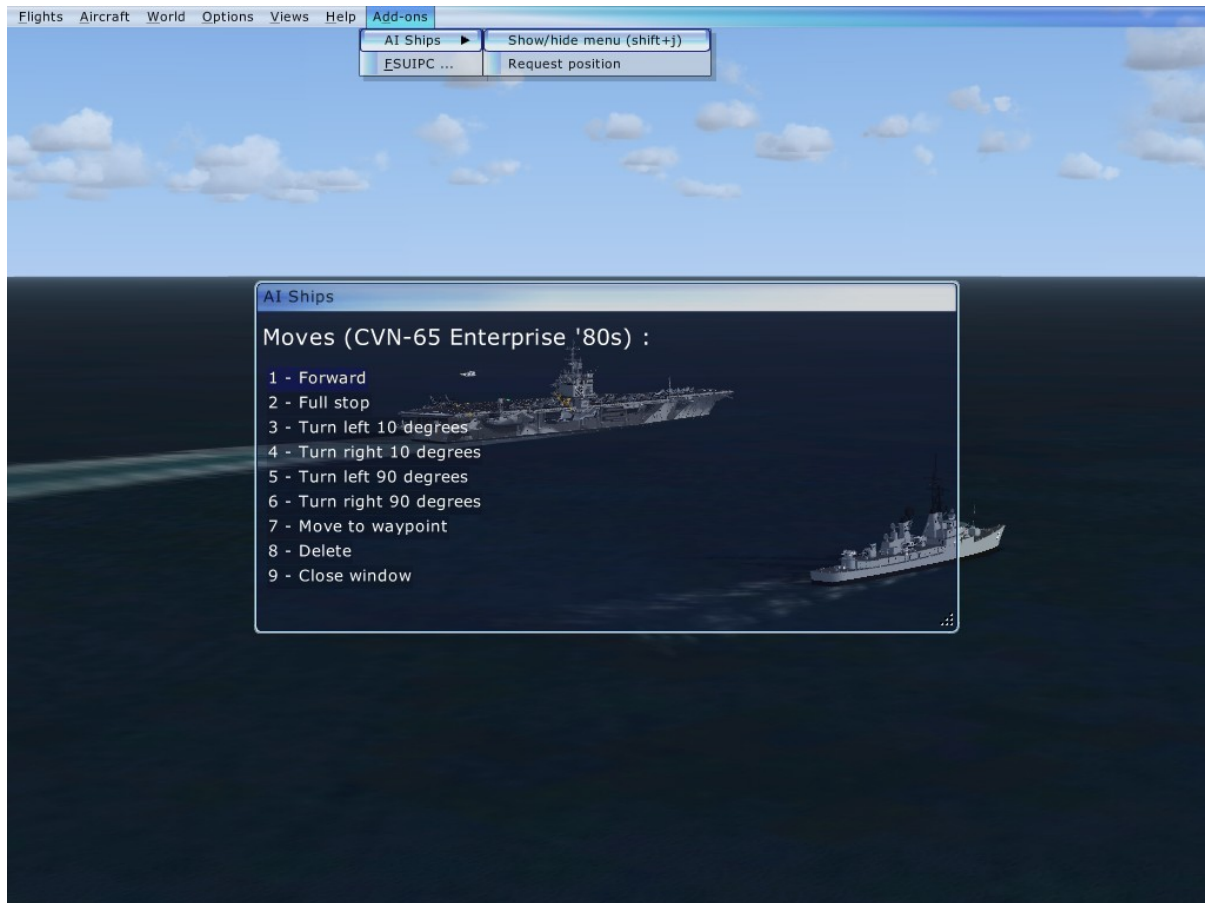 Flights Aircraft World Options Views Help Add-ons
AI Ships ▶ Show/hide menu (shift+j)
FSUIPC ... Request position
AI Ships
Moves (CVN-65 Enterprise '80s) :
1 - Forward
2 - Full stop
3 - Turn left 10 degrees
4 - Turn right 10 degrees
5 - Turn left 90 degrees
6 - Turn right 90 degrees
7 - Move to waypoint
8 - Delete
9 - Close window